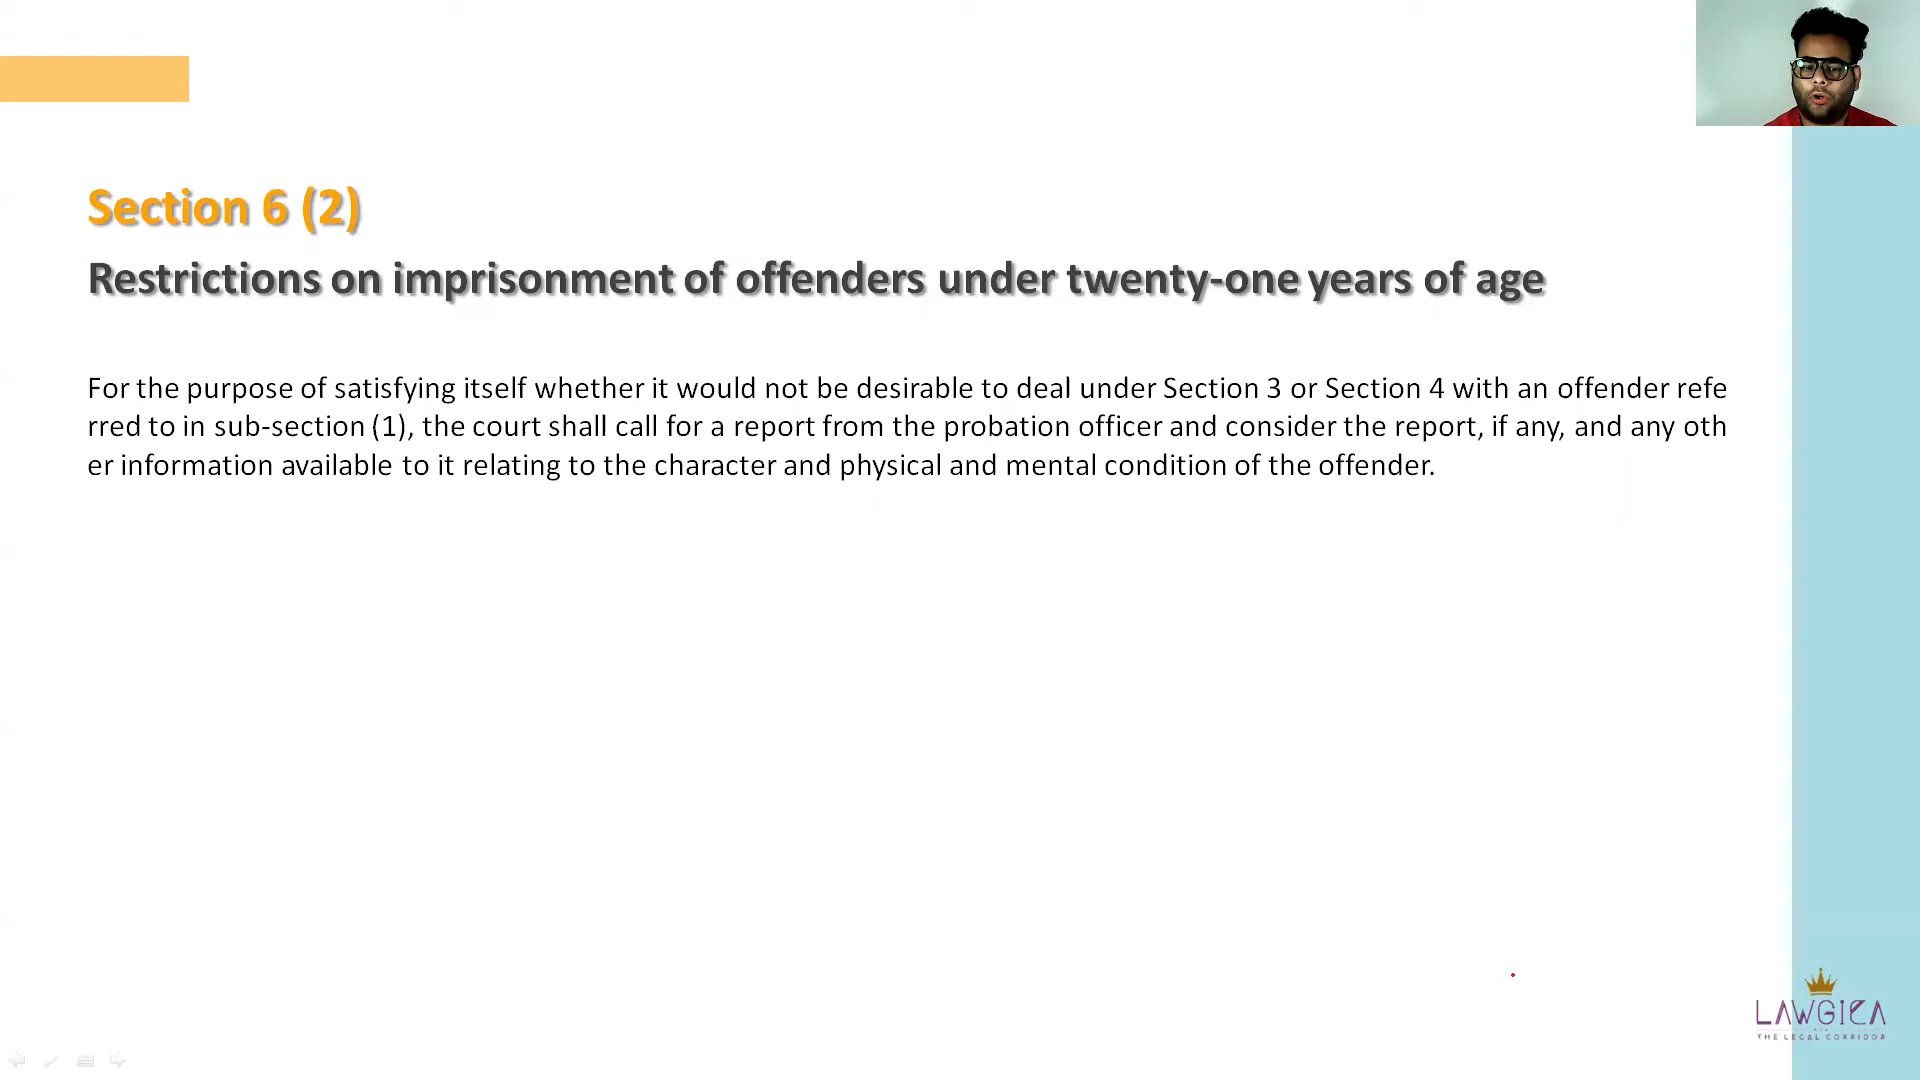 Section 6 (2)
Restrictions on imprisonment of offenders under twenty-one years of age
For the purpose of satisfying itself whether it would not be desirable to deal under Section 3 or Section 4 with an offender refe
rred to in sub-section (1), the court shall call for a report from the probation officer and consider the report, if any, and any oth
er information available to it relating to the character and physical and mental condition of the offender.
LAWGICA
THE LEGAL CORRIDOR